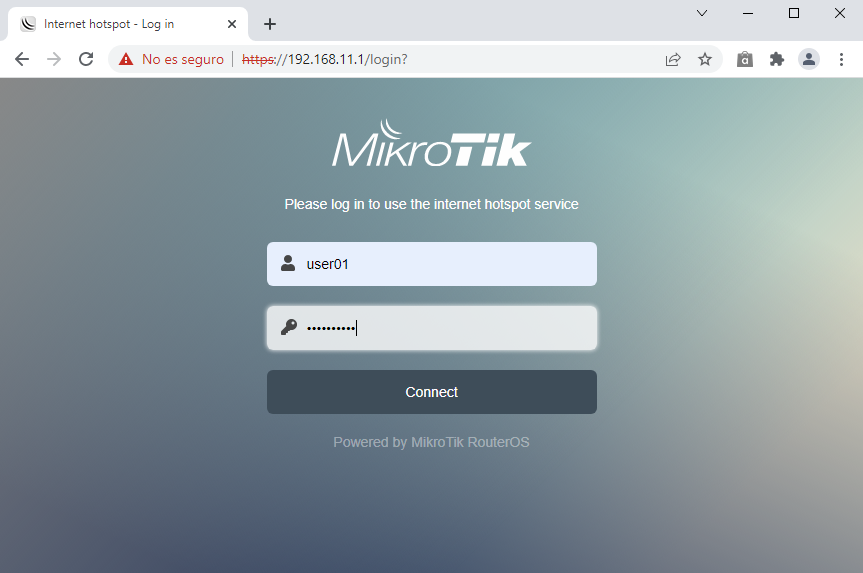 Internet hotspot - Log in
No es seguro
https://192.168.11.1/login?
MikroTik
Please log in to use the internet hotspot service
user01
••••••••••
Connect
Powered by MikroTik RouterOS